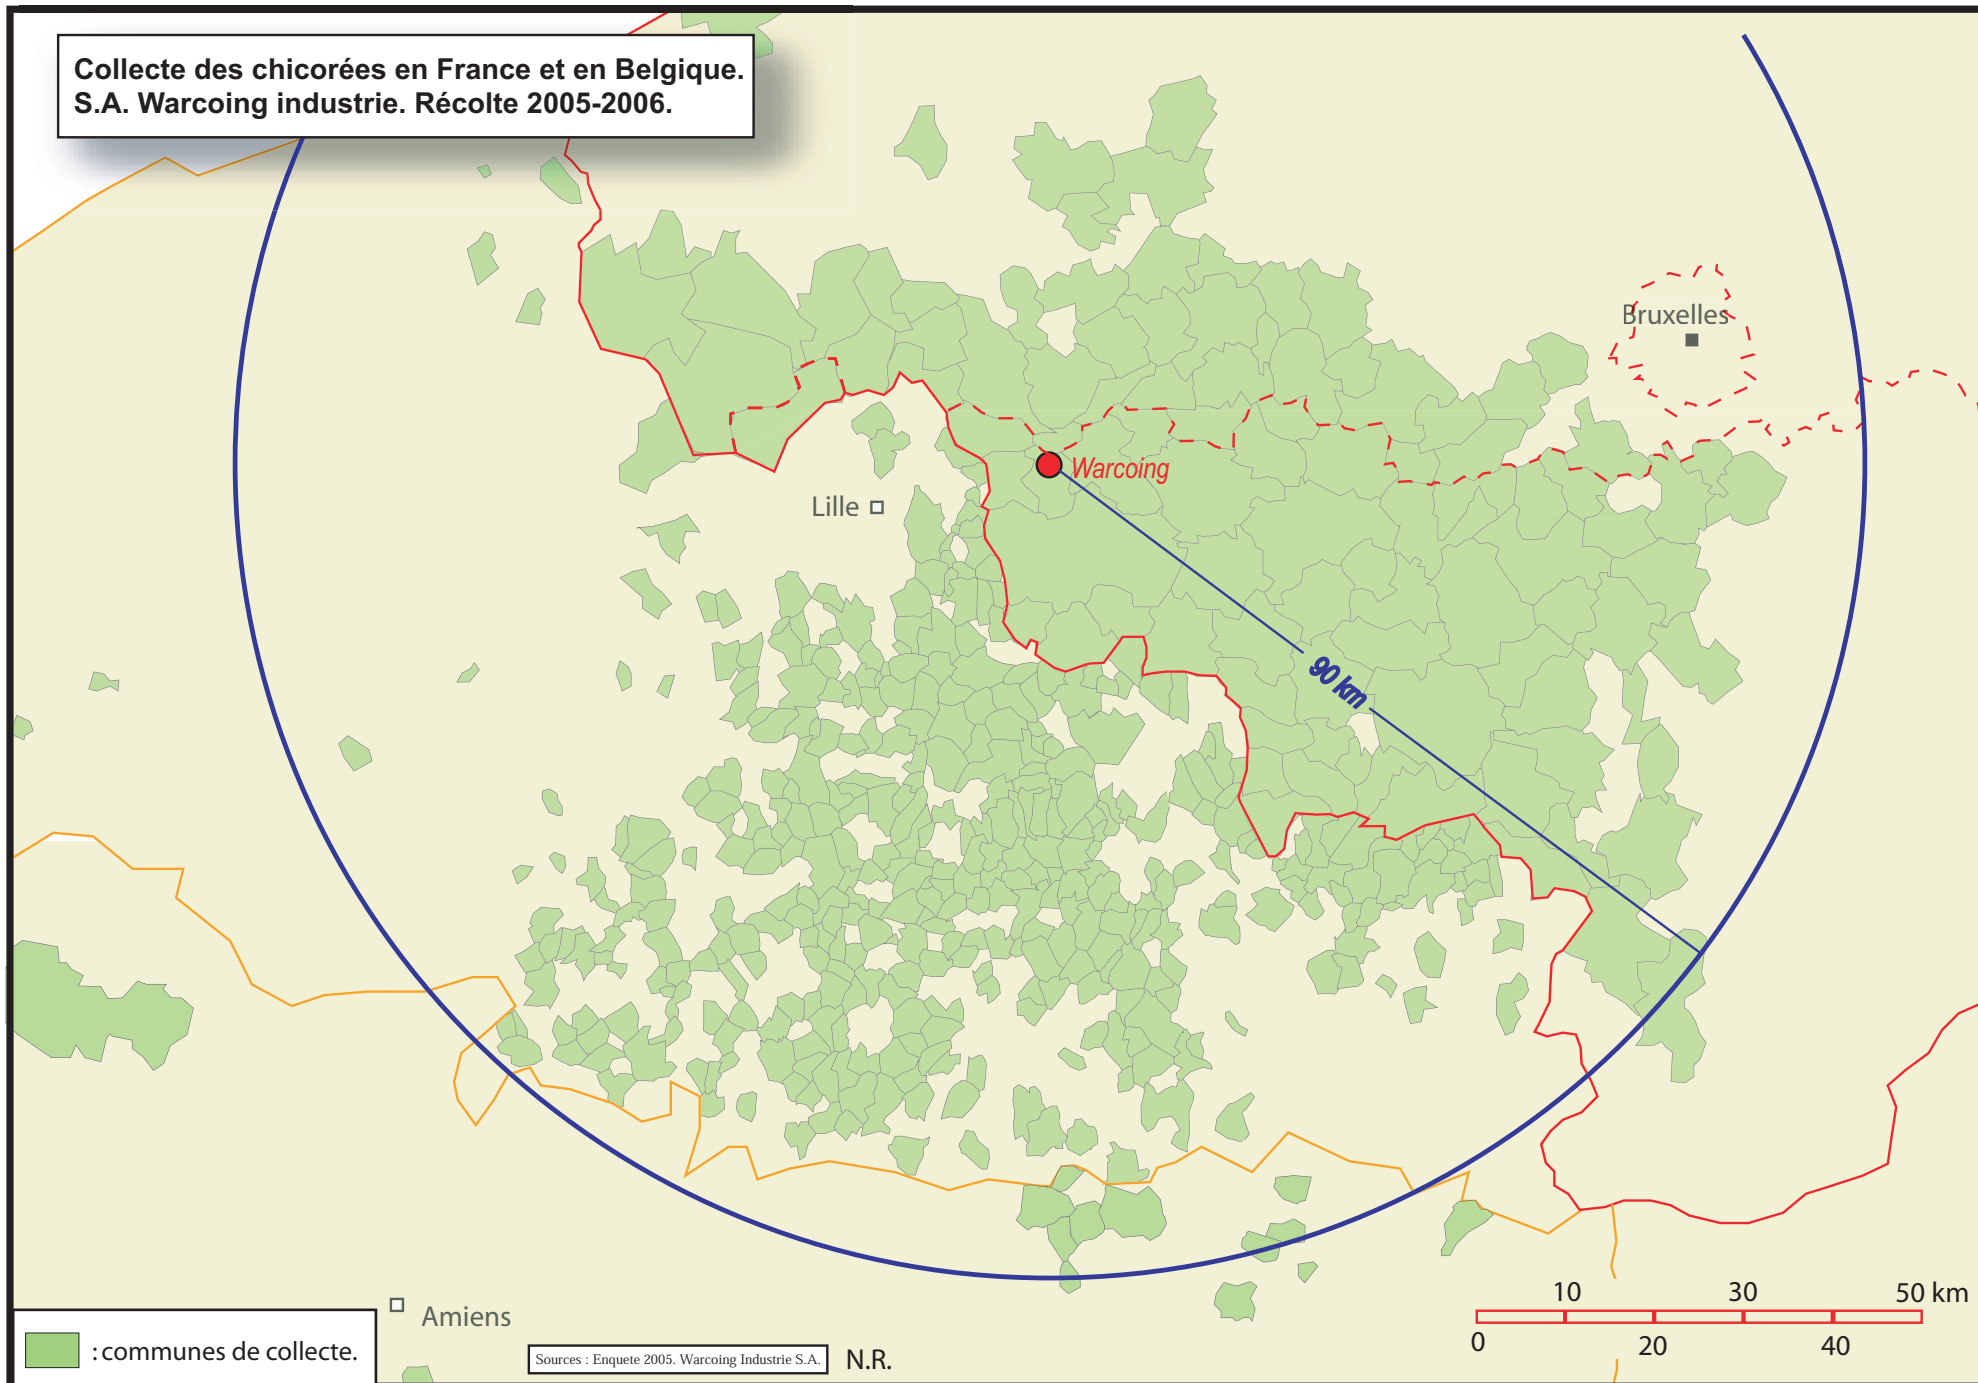 Collecte des chicorées en France et en Belgique.
S.A. Warcoing industrie. Récolte 2005-2006.
Bruxelles
Warcoing
Lille
90 km
10 30 50 km
0 20 40
Amiens
: communes de collecte.
Sources : Enquete 2005. Warcoing Industrie S.A.
N.R.